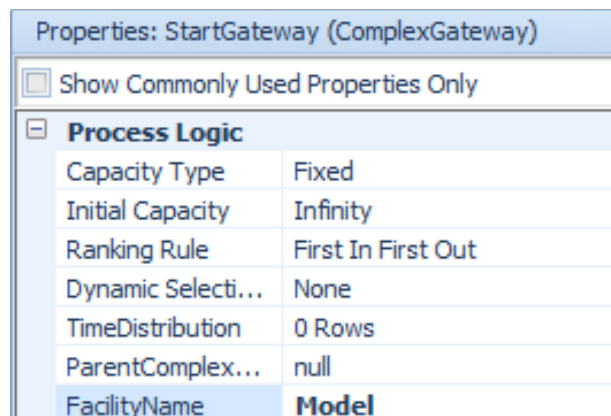 Properties: StartGateway (ComplexGateway)
Show Commonly Used Properties Only
Process Logic
Capacity Type Fixed
Initial Capacity Infinity
Ranking Rule First In First Out
Dynamic Selecti... None
TimeDistribution 0 Rows
ParentComplex... null
FacilityName Model